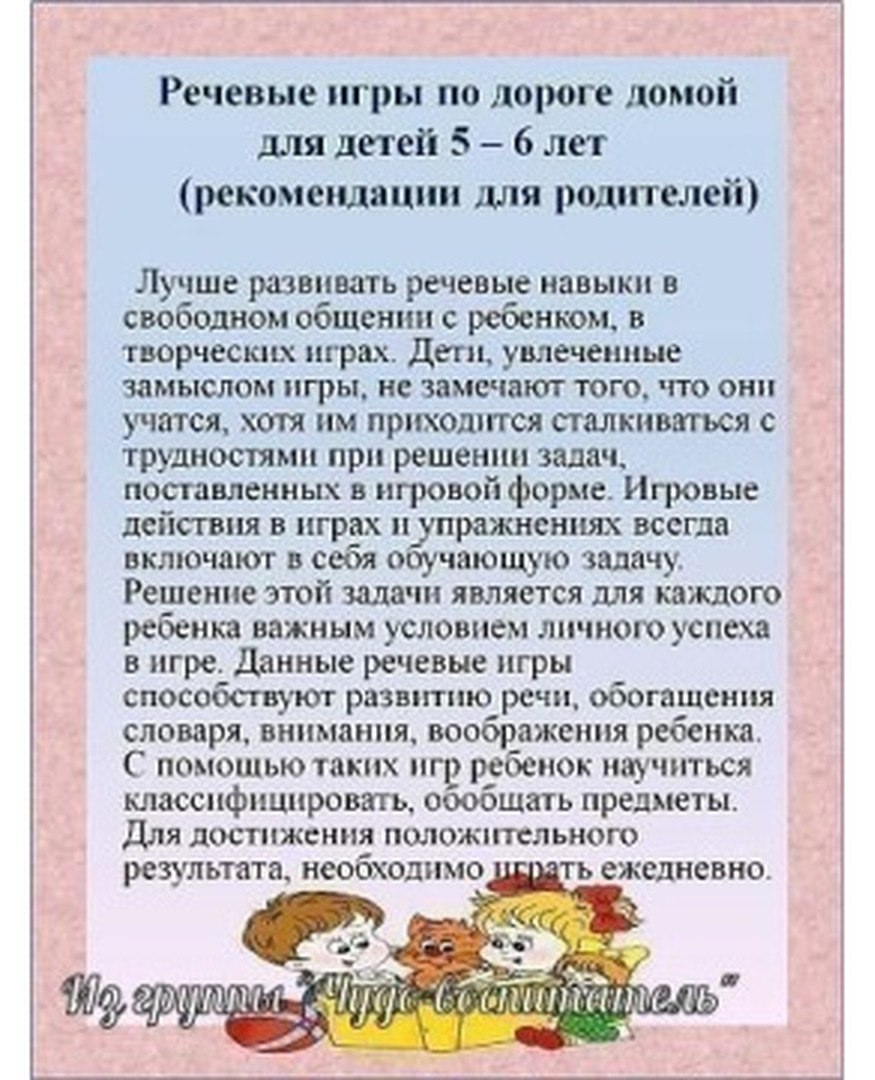 Речевые игры по дороге домой
для детей 5 – 6 лет
(рекомендации для родителей)
Лучше развивать речевые навыки в
свободном общении с ребенком, в
творческих играх. Дети, увлеченные
замыслом игры, не замечают того, что они
учатся, хотя им приходится сталкиваться с
трудностями при решении задач,
поставленных в игровой форме. Игровые
действия в играх и упражнениях всегда
включают в себя обучающую задачу.
Решение этой задачи является для каждого
ребенка важным условием личного успеха
в игре. Данные речевые игры
способствуют развитию речи, обогащения
словаря, внимания, воображения ребенка.
С помощью таких игр ребенок научиться
классифицировать, обобщать предметы.
Для достижения положительного
результата, необходимо играть ежедневно.
Из группы "Чудо-воспитатель"